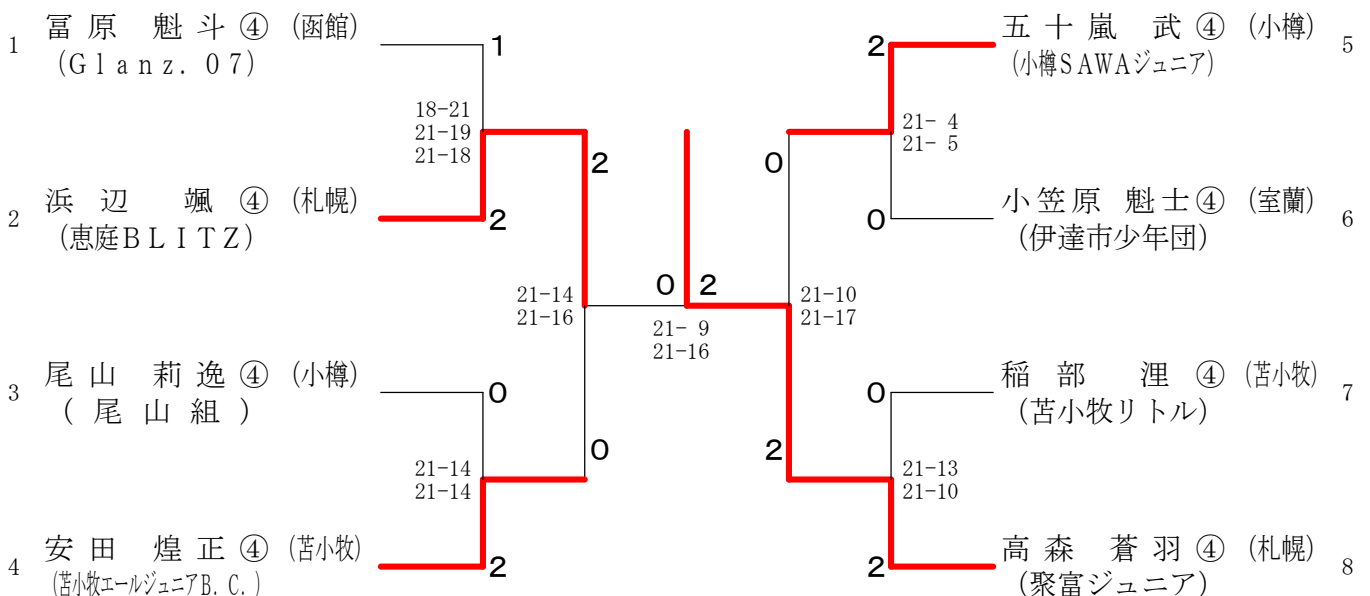 1 冨原 魁斗④ (函館)
(Glanz.07)
1
18-21
21-19
21-18
2 浜辺 颯④ (札幌)
(恵庭BLITZ)
2
2
21-14
21-16
3 尾山 莉逸④ (小樽)
(尾山組)
0
21-14
21-14
0
4 安田 煌正④ (苫小牧)
(苫小牧エールジュニアB.C.)
2
0 2
21- 9
21-16
五十嵐 武④ (小樽) 5
(小樽SAWAジュニア)
2
21- 4
21- 5
0
小笠原 魁士④ (室蘭) 6
(伊達市少年団)
0
21-10
21-17
稲部 浬④ (苫小牧) 7
(苫小牧リトル)
0
2
21-13
21-10
高森 蒼羽④ (札幌) 8
(聚富ジュニア)
2